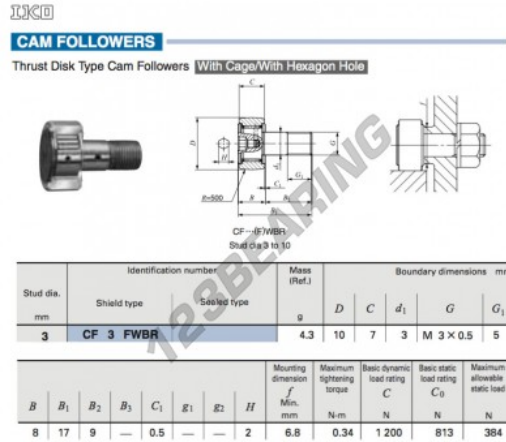 IKO
CAM FOLLOWERS
Thrust Disk Type Cam Followers With Cage/With Hexagon Hole
C
D
H
d1
G
G1
R=500
C1
B
B2
B1
f
CF…(F)WBR
Stud dia 3 to 10
123BEARING
Stud dia.
mm
Identification number
Shield type
Sealed type
Mass
(Ref.)
g
Boundary dimensions mm
D C d1 G G1
3 CF 3 FWBR 4.3 10 7 3 M 3×0.5 5
B B1 B2 B3 C1 g1 g2 H
Mounting
dimension
f
Min.
mm
Maximum
tightening
torque
N-m
Basic dynamic
load rating
C
N
Basic static
load rating
C0
N
Maximum
allowable
static load
N
8 17 9 — 0.5 — — 2 6.8 0.34 1 200 813 384